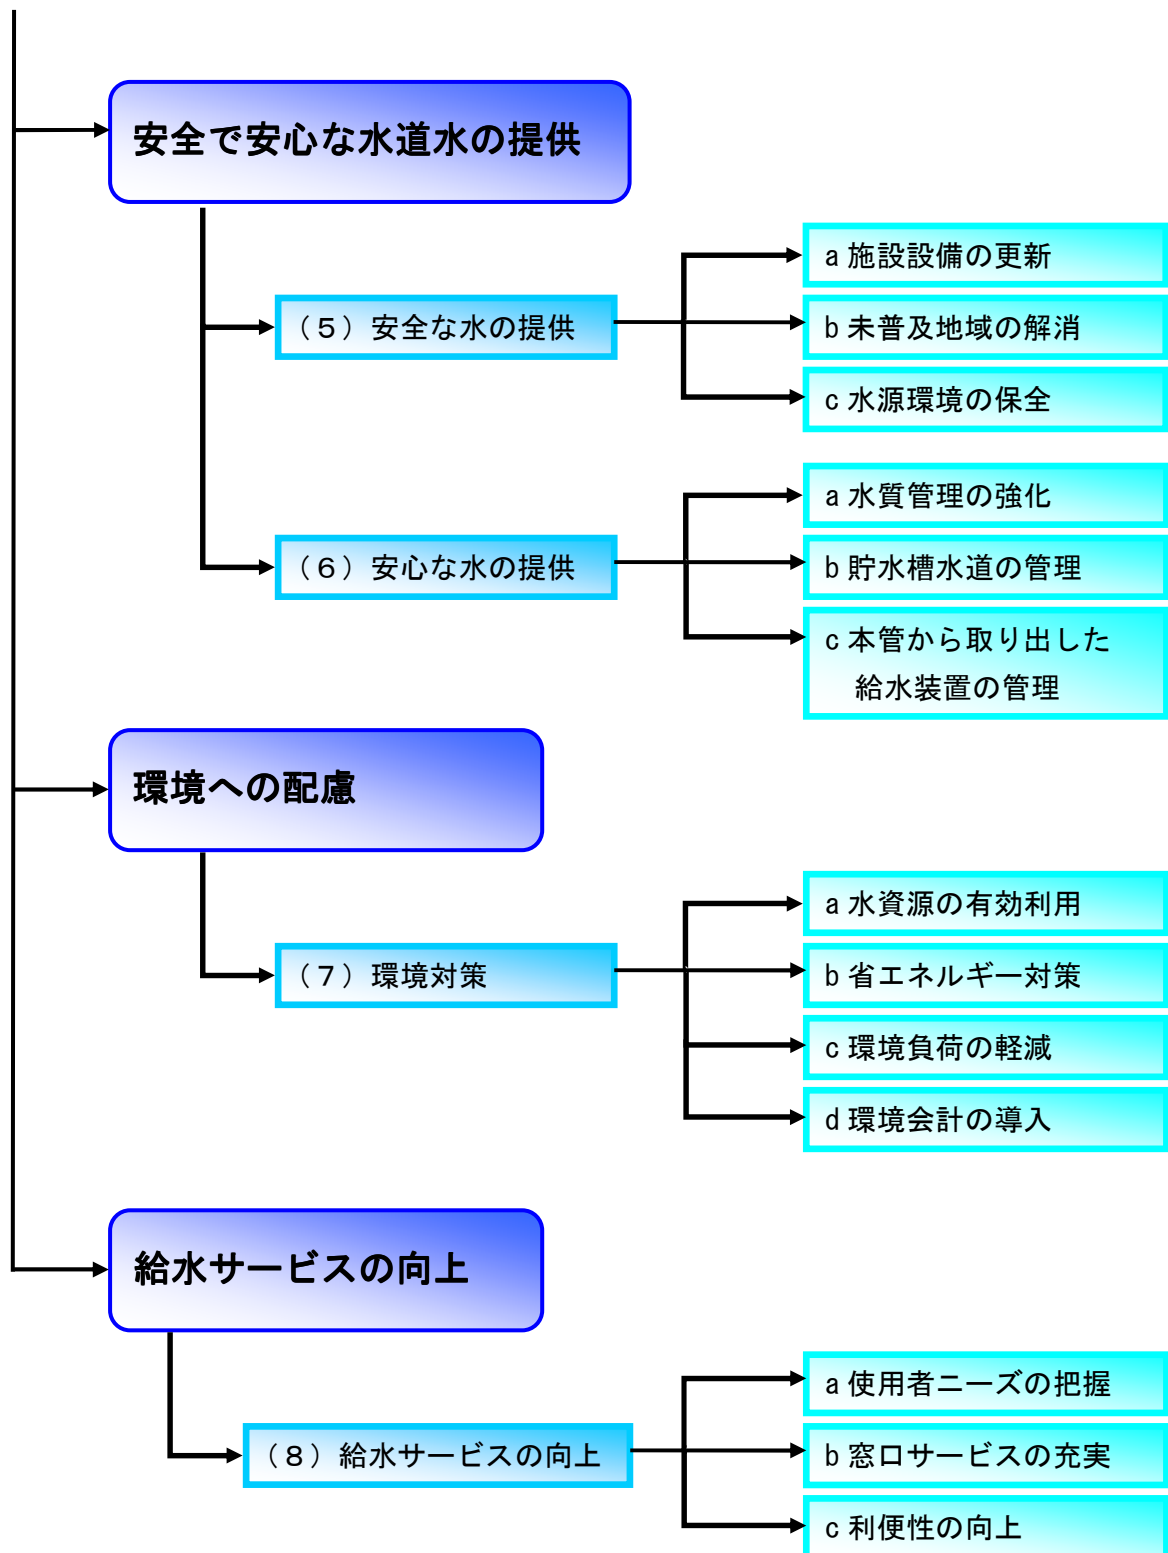 安全で安心な水道水の提供
（５）安全な水の提供
a 施設設備の更新
b 未普及地域の解消
c 水源環境の保全
（６）安心な水の提供
a 水質管理の強化
b 貯水槽水道の管理
c 本管から取り出した
給水装置の管理
環境への配慮
（７）環境対策
a 水資源の有効利用
b 省エネルギー対策
c 環境負荷の軽減
d 環境会計の導入
給水サービスの向上
（８）給水サービスの向上
a 使用者ニーズの把握
b 窓口サービスの充実
c 利便性の向上